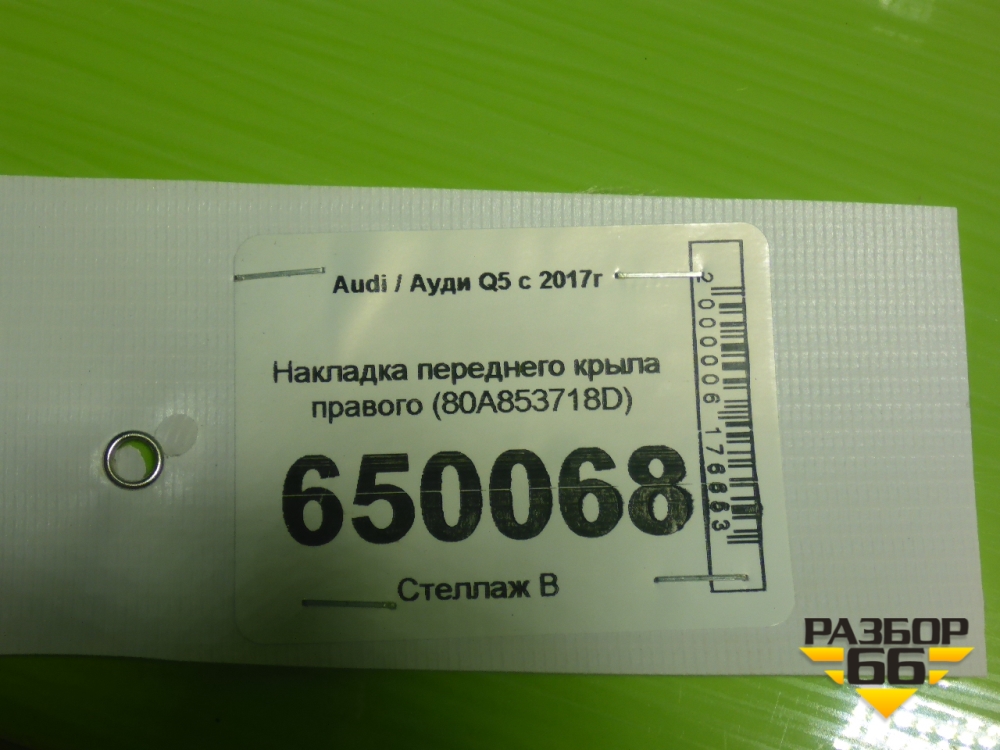 Audi / Ауди Q5 с 2017г
Накладка переднего крыла
правого (80A853718D)
650068
Стеллаж В
2000006176663
РАЗБОР
66